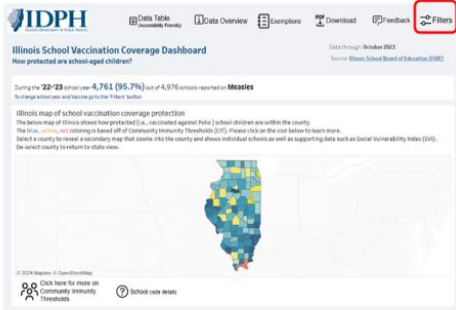 IDPH
Data Table
(Accessibility Friendly)
Data Overview
Exemptions
Download
Feedback
Filters
Illinois School Vaccination Coverage Dashboard
How protected are school-aged children?
Data through: October 2023
Source: Illinois School Board of Education (ISBE)
During the '22-'23 school year 4,761 (95.7%) out of 4,976 schools reported on Measles
To change school year and Vaccine go to the 'Filters' button
Illinois map of school vaccination coverage protection
The below map of Illinois shows how protected (i.e., vaccinated against Polio) school children are within the county.
The blue, yellow, red coloring is based off of Community Immunity Thresholds (CIT). Please click on the icon below to learn more.
Select a county to reveal a secondary map that zooms into the county and shows individual schools as well as supporting data such as Social Vulnerability Index (SVI).
De-select county to return to state view.
© 2024 Mapbox © OpenStreetMap
Click here for more on
Community Immunity
Thresholds
School code details